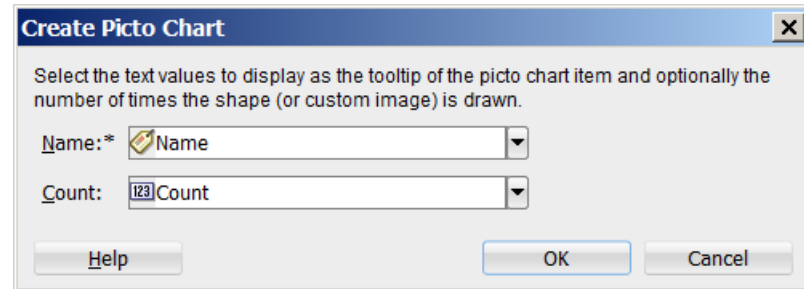 Create Picto Chart
Select the text values to display as the tooltip of the picto chart item and optionally the
number of times the shape (or custom image) is drawn.
Name:* Name
Count: 123 Count
Help OK Cancel